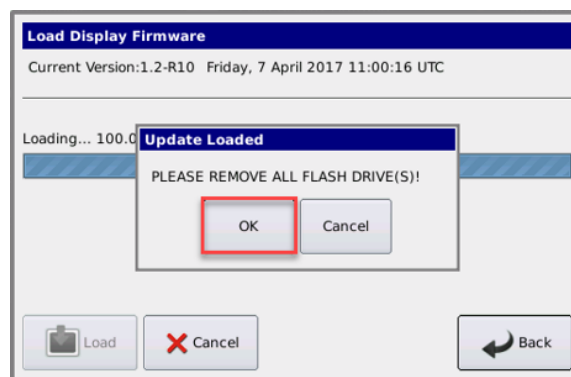 Load Display Firmware
Current Version:1.2-R10 Friday, 7 April 2017 11:00:16 UTC
Loading... 100.0
Update Loaded
PLEASE REMOVE ALL FLASH DRIVE(S)!
OK Cancel
Load Cancel Back